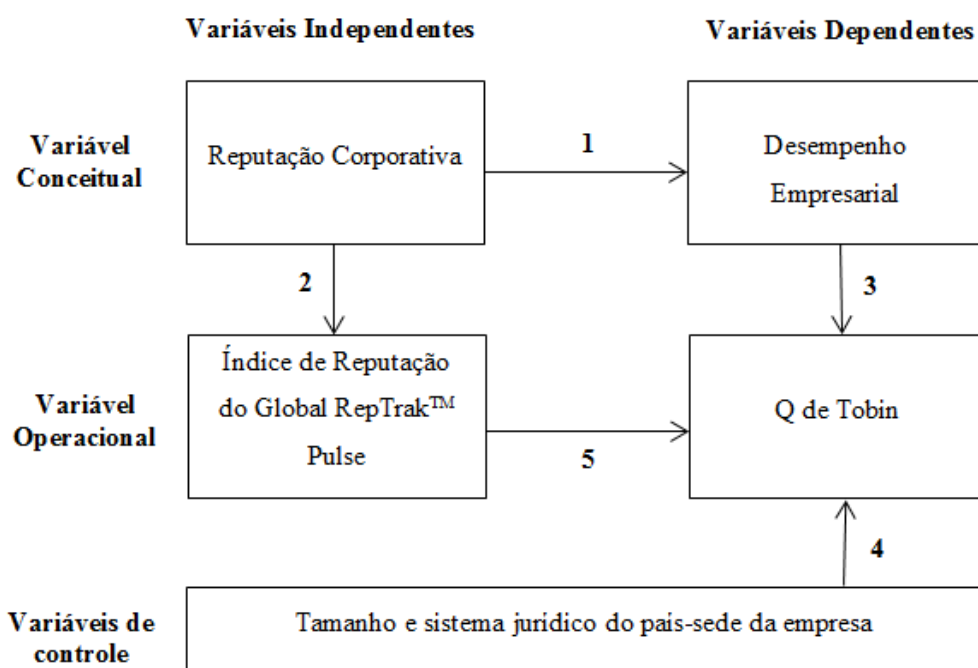 Variáveis Independentes
Variáveis Dependentes
Variável
Conceitual
Reputação Corporativa
1
Desempenho
Empresarial
2
3
Variável
Operacional
Índice de Reputação
do Global RepTrak™
Pulse
5
Q de Tobin
4
Variáveis de
controle
Tamanho e sistema jurídico do país-sede da empresa